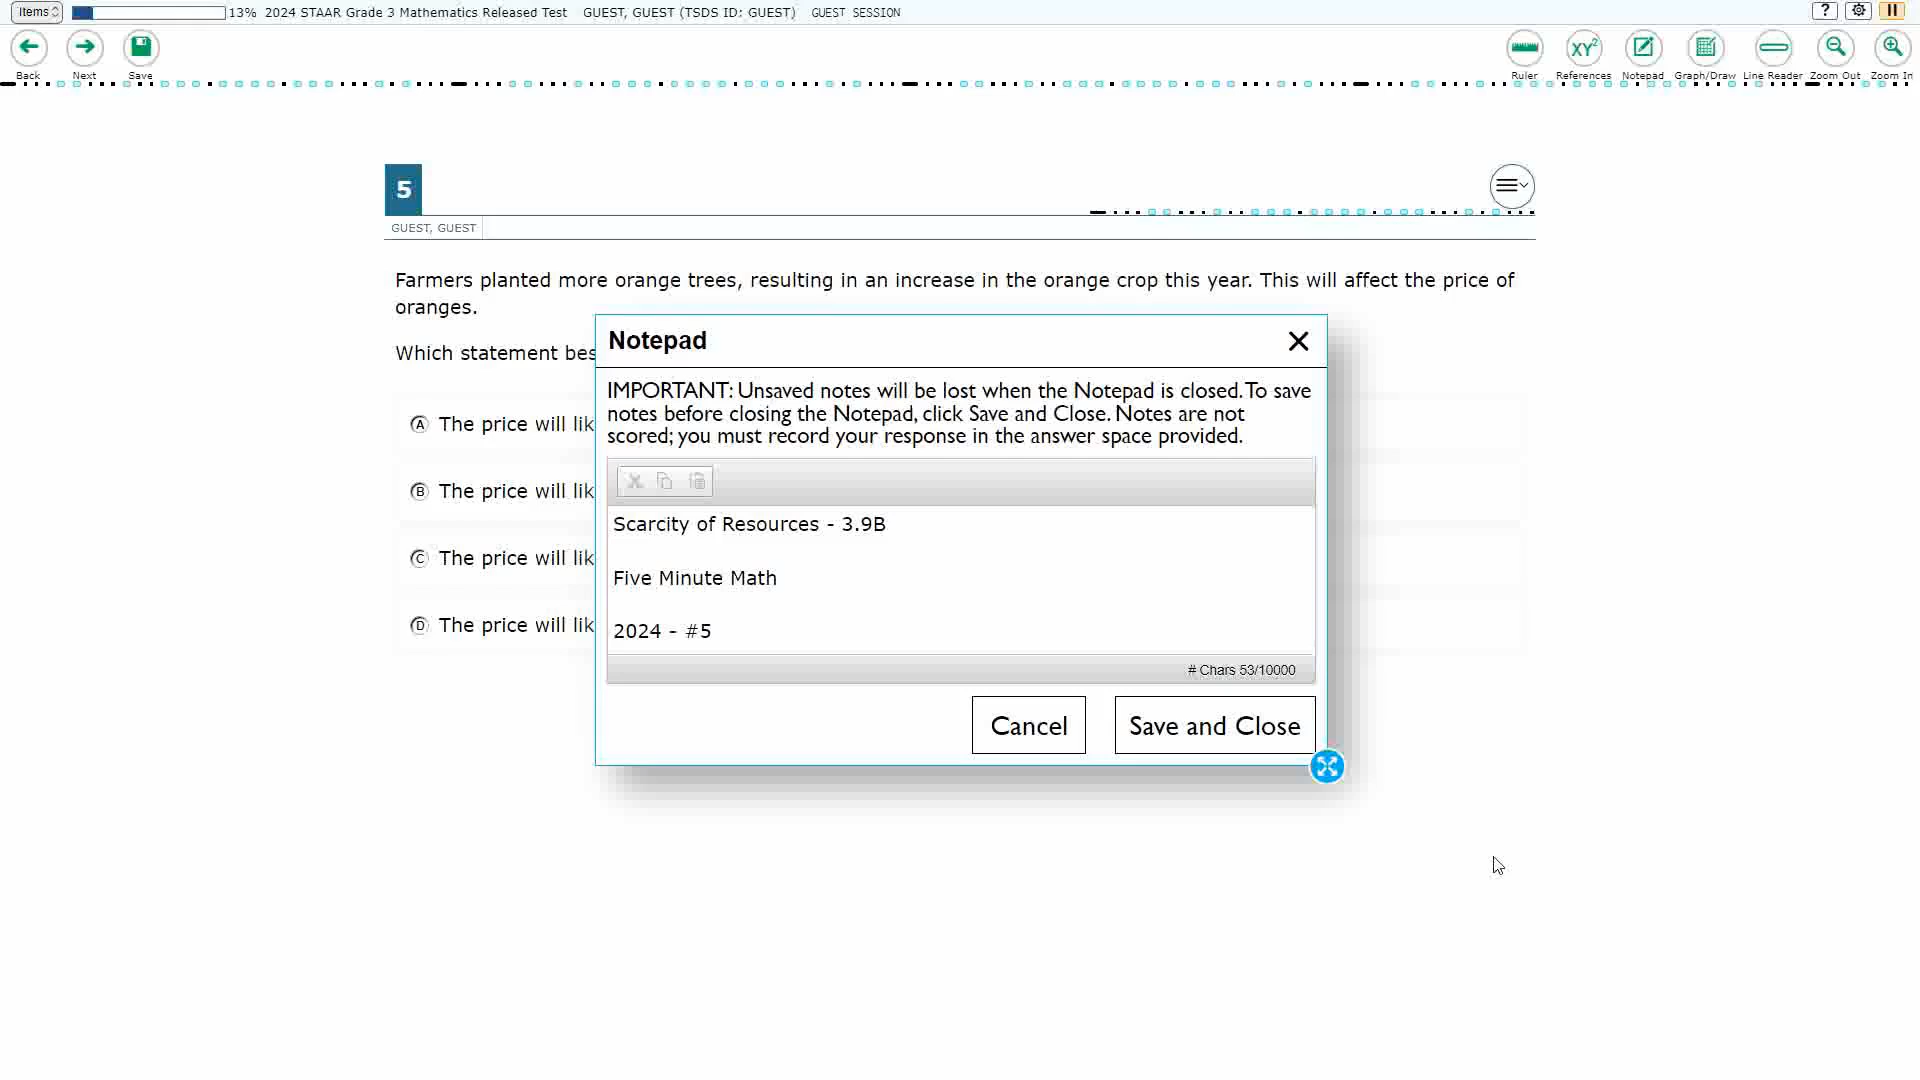 Items
13%
2024 STAAR Grade 3 Mathematics Released Test
GUEST, GUEST (TSDS ID: GUEST)
GUEST SESSION
?
Back
Next
Save
Ruler
XY²
References
Notepad
Graph/Draw
Line Reader
Zoom Out
Zoom In
5
GUEST, GUEST
Farmers planted more orange trees, resulting in an increase in the orange crop this year. This will affect the price of
oranges.
Which statement bes
A The price will lik
B The price will lik
C The price will lik
D The price will lik
Notepad
IMPORTANT: Unsaved notes will be lost when the Notepad is closed. To save
notes before closing the Notepad, click Save and Close. Notes are not
scored; you must record your response in the answer space provided.
Scarcity of Resources - 3.9B
Five Minute Math
2024 - #5
# Chars 53/10000
Cancel
Save and Close